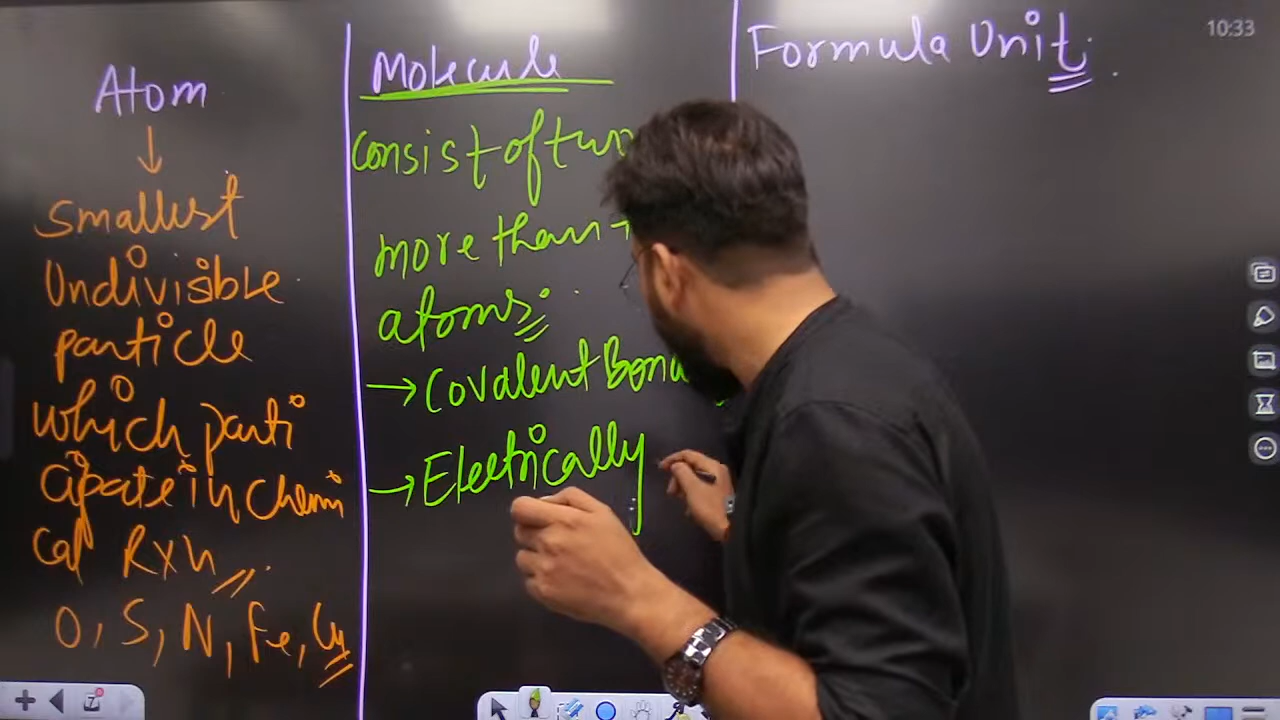 10:33
Atom
Smallest
Undivisible
particle
which parti
cipate in chemi
cal Rxn
O, S, N, Fe, Cu
Molecule
consist of two
more than
atoms
→ Covalent Bond
→ Electrically
Formula Unit